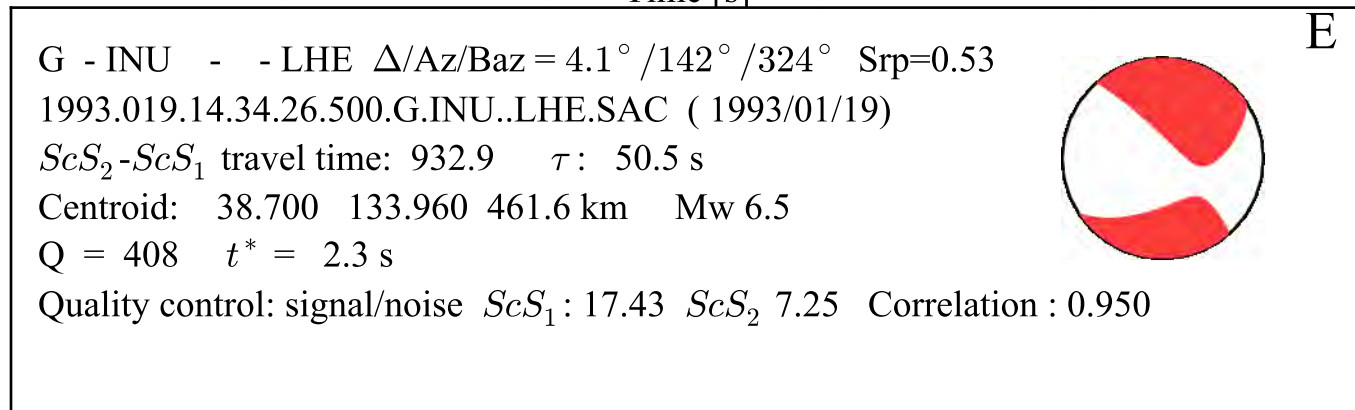 Time [s]
E
G - INU - - LHE Δ/Az/Baz = 4.1° /142° /324° Srp=0.53
1993.019.14.34.26.500.G.INU..LHE.SAC ( 1993/01/19)
ScS₂-ScS₁ travel time: 932.9 τ : 50.5 s
Centroid: 38.700 133.960 461.6 km Mw 6.5
Q = 408 t* = 2.3 s
Quality control: signal/noise ScS₁: 17.43 ScS₂ 7.25 Correlation : 0.950